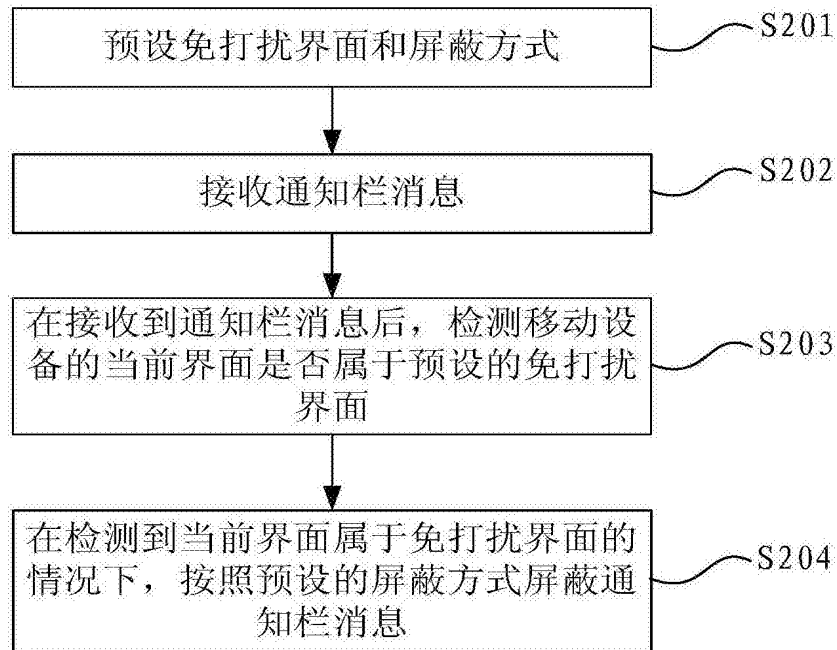 预设免打扰界面和屏蔽方式
S201
接收通知栏消息
S202
在接收到通知栏消息后，检测移动设
备的当前界面是否属于预设的免打扰
界面
S203
在检测到当前界面属于免打扰界面的
情况下，按照预设的屏蔽方式屏蔽通
知栏消息
S204